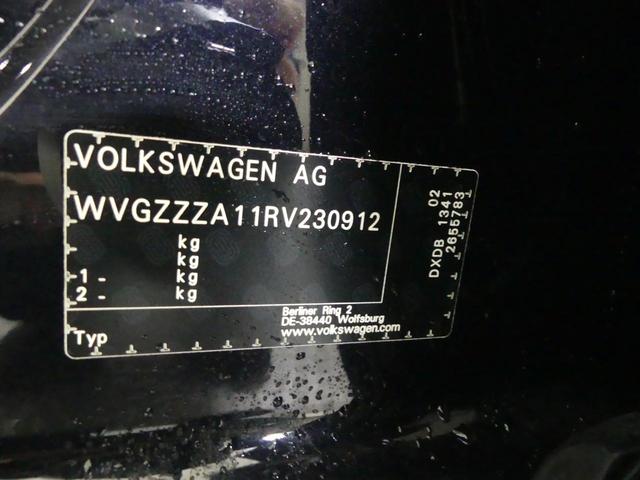 VOLKSWAGEN AG
WVGZZZA11RV230912
kg
kg
1 - kg
2 - kg
Typ
Berliner Ring 2
DE-38440 Wolfsburg
www.volkswagen.com
02
DXDB 1341
2655783